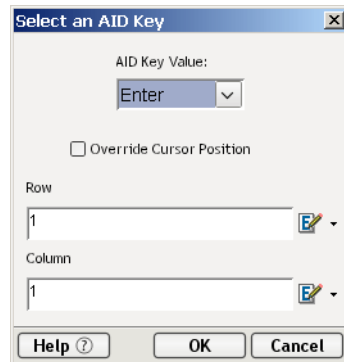 Select an AID Key
AID Key Value:
Enter
Override Cursor Position
Row
1
Column
1
Help ?
OK
Cancel